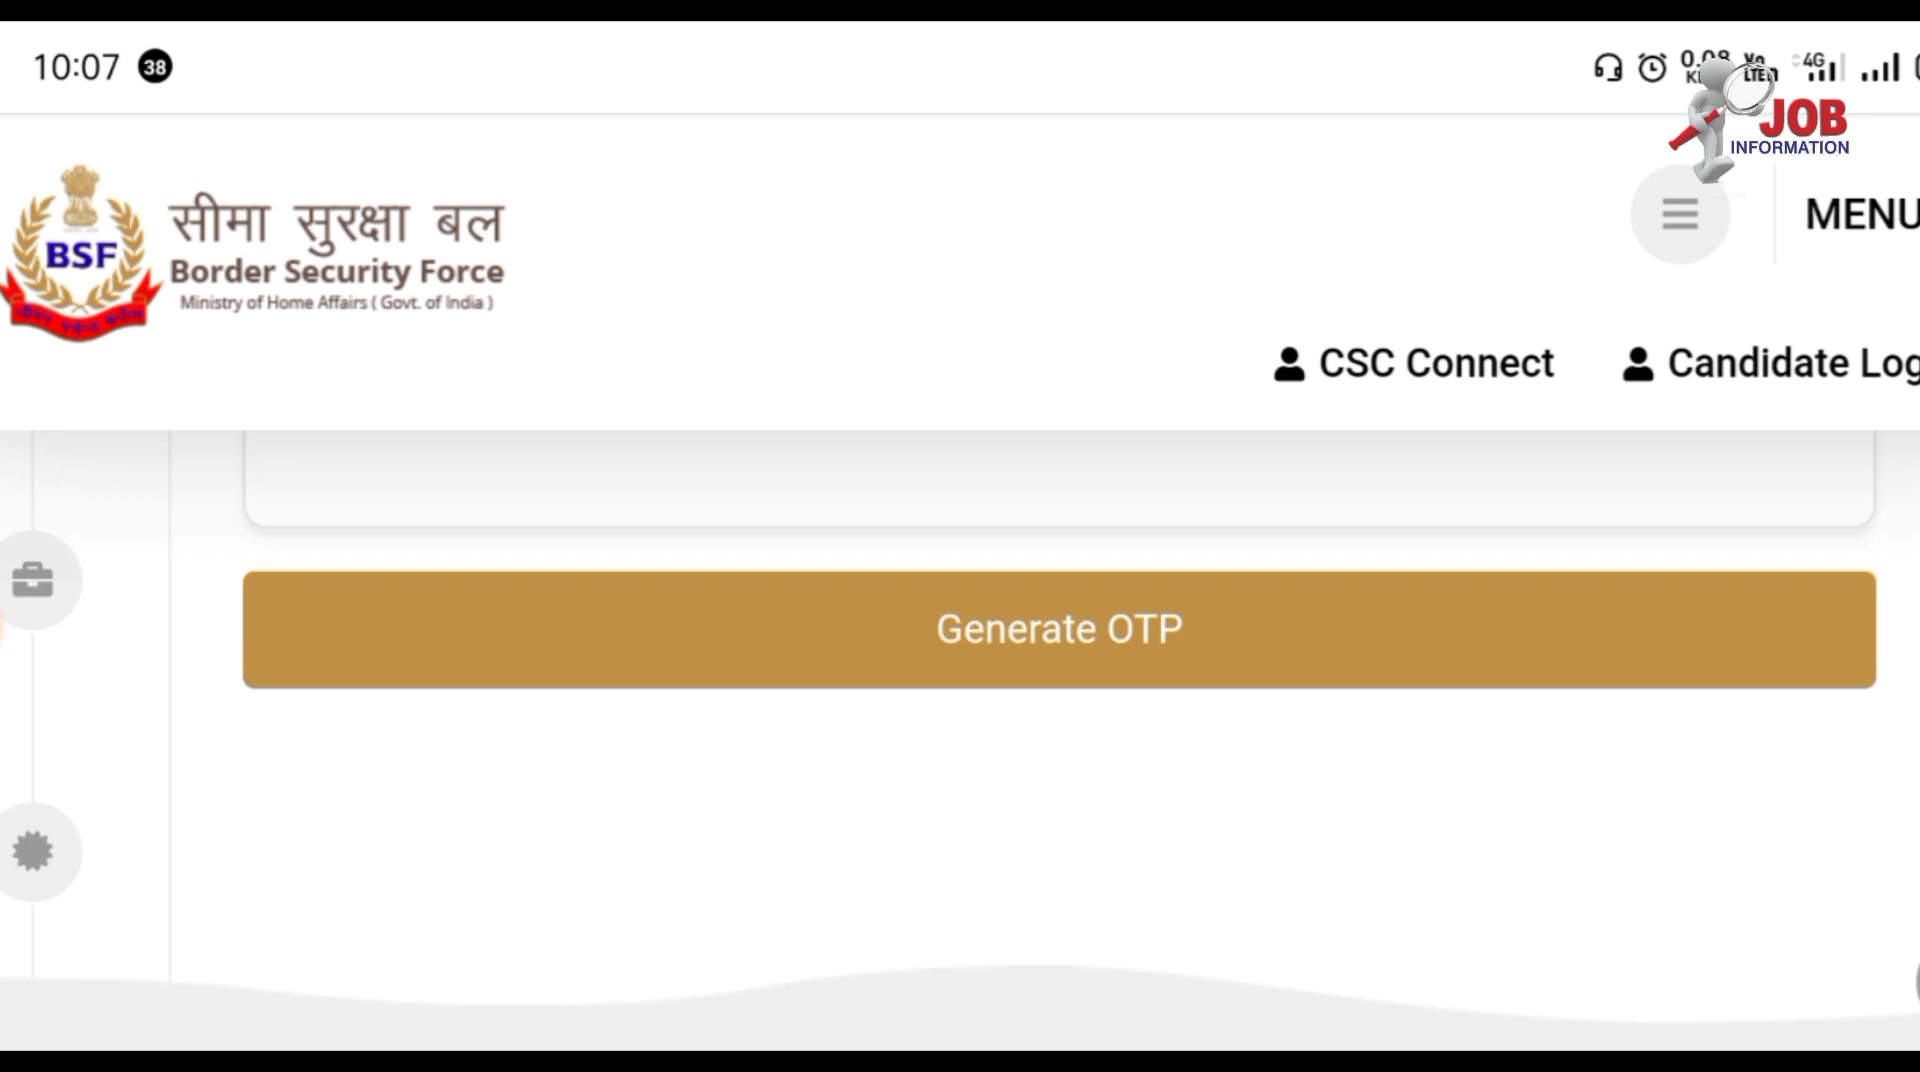 10:07 38
4G
JOB
INFORMATION
सीमा सुरक्षा बल
BSF
Border Security Force
Ministry of Home Affairs ( Govt. of India )
MENU
CSC Connect
Candidate Log
Generate OTP